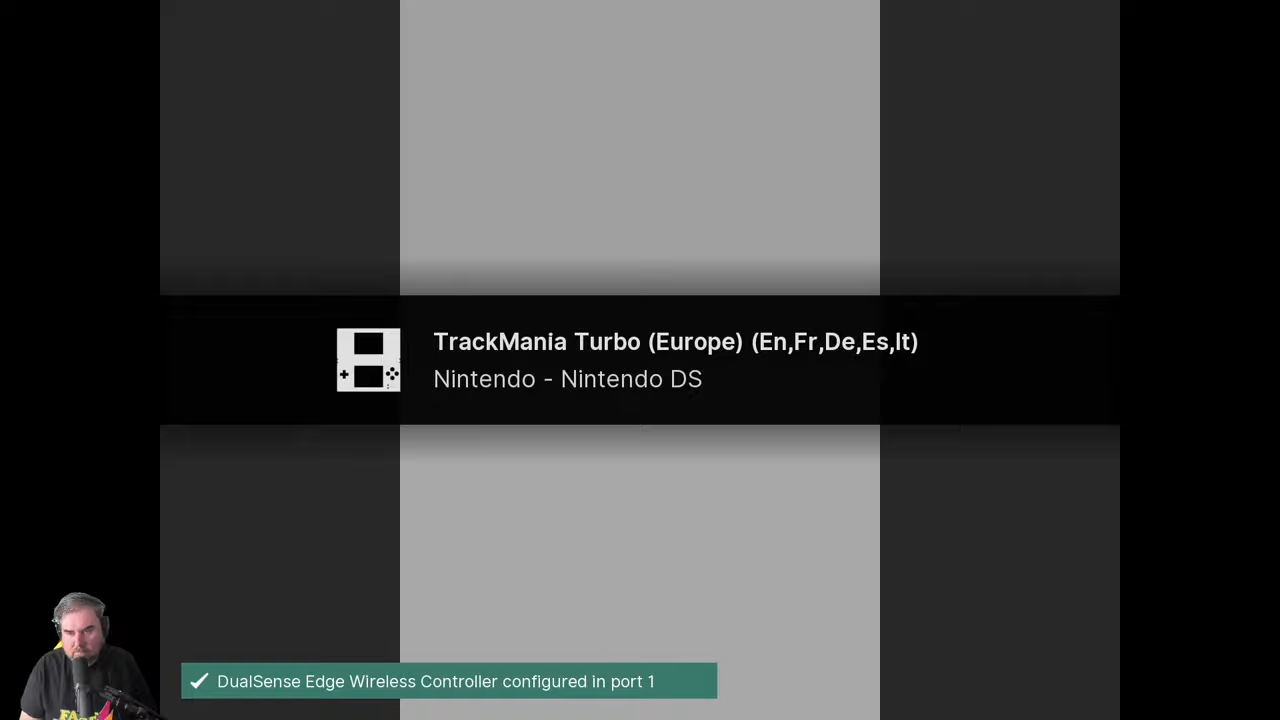 TrackMania Turbo (Europe) (En,Fr,De,Es,It)
Nintendo - Nintendo DS
DualSense Edge Wireless Controller configured in port 1